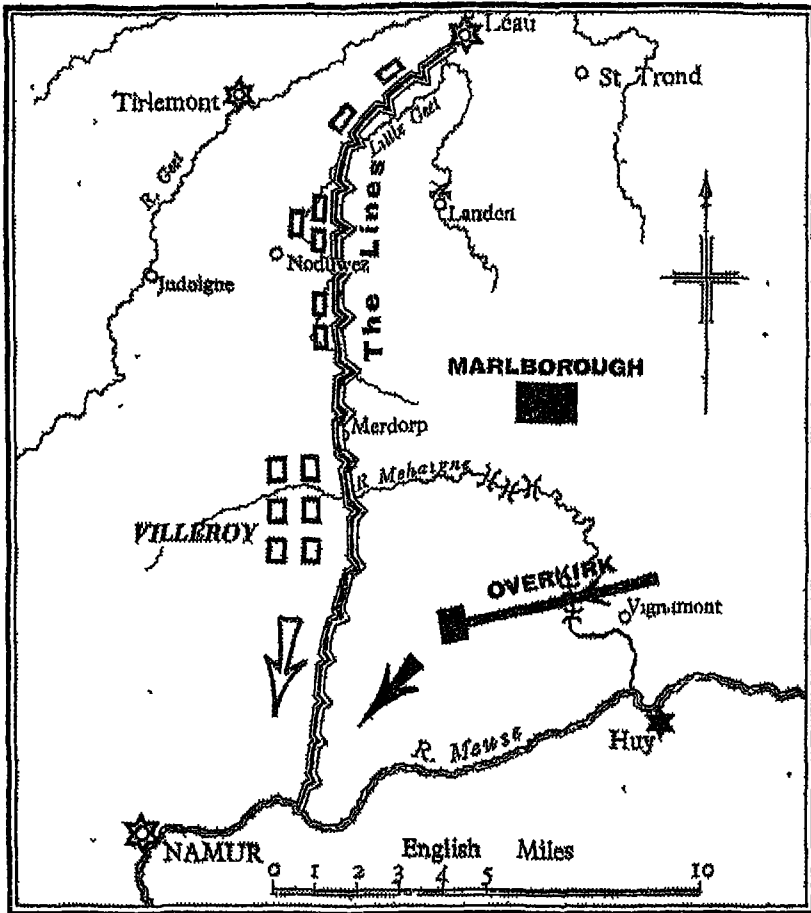 Léau
St. Trond
Tirlemont
R. Geet
Little Geet
Landen
The Lines
Noduwez
Judoigne
MARLBOROUGH
Merdorp
R Mehaigne
VILLEROY
OVERKIRK
Vignamont
R. Meuse
Huy
NAMUR
English Miles
0 1 2 3 4 5 10